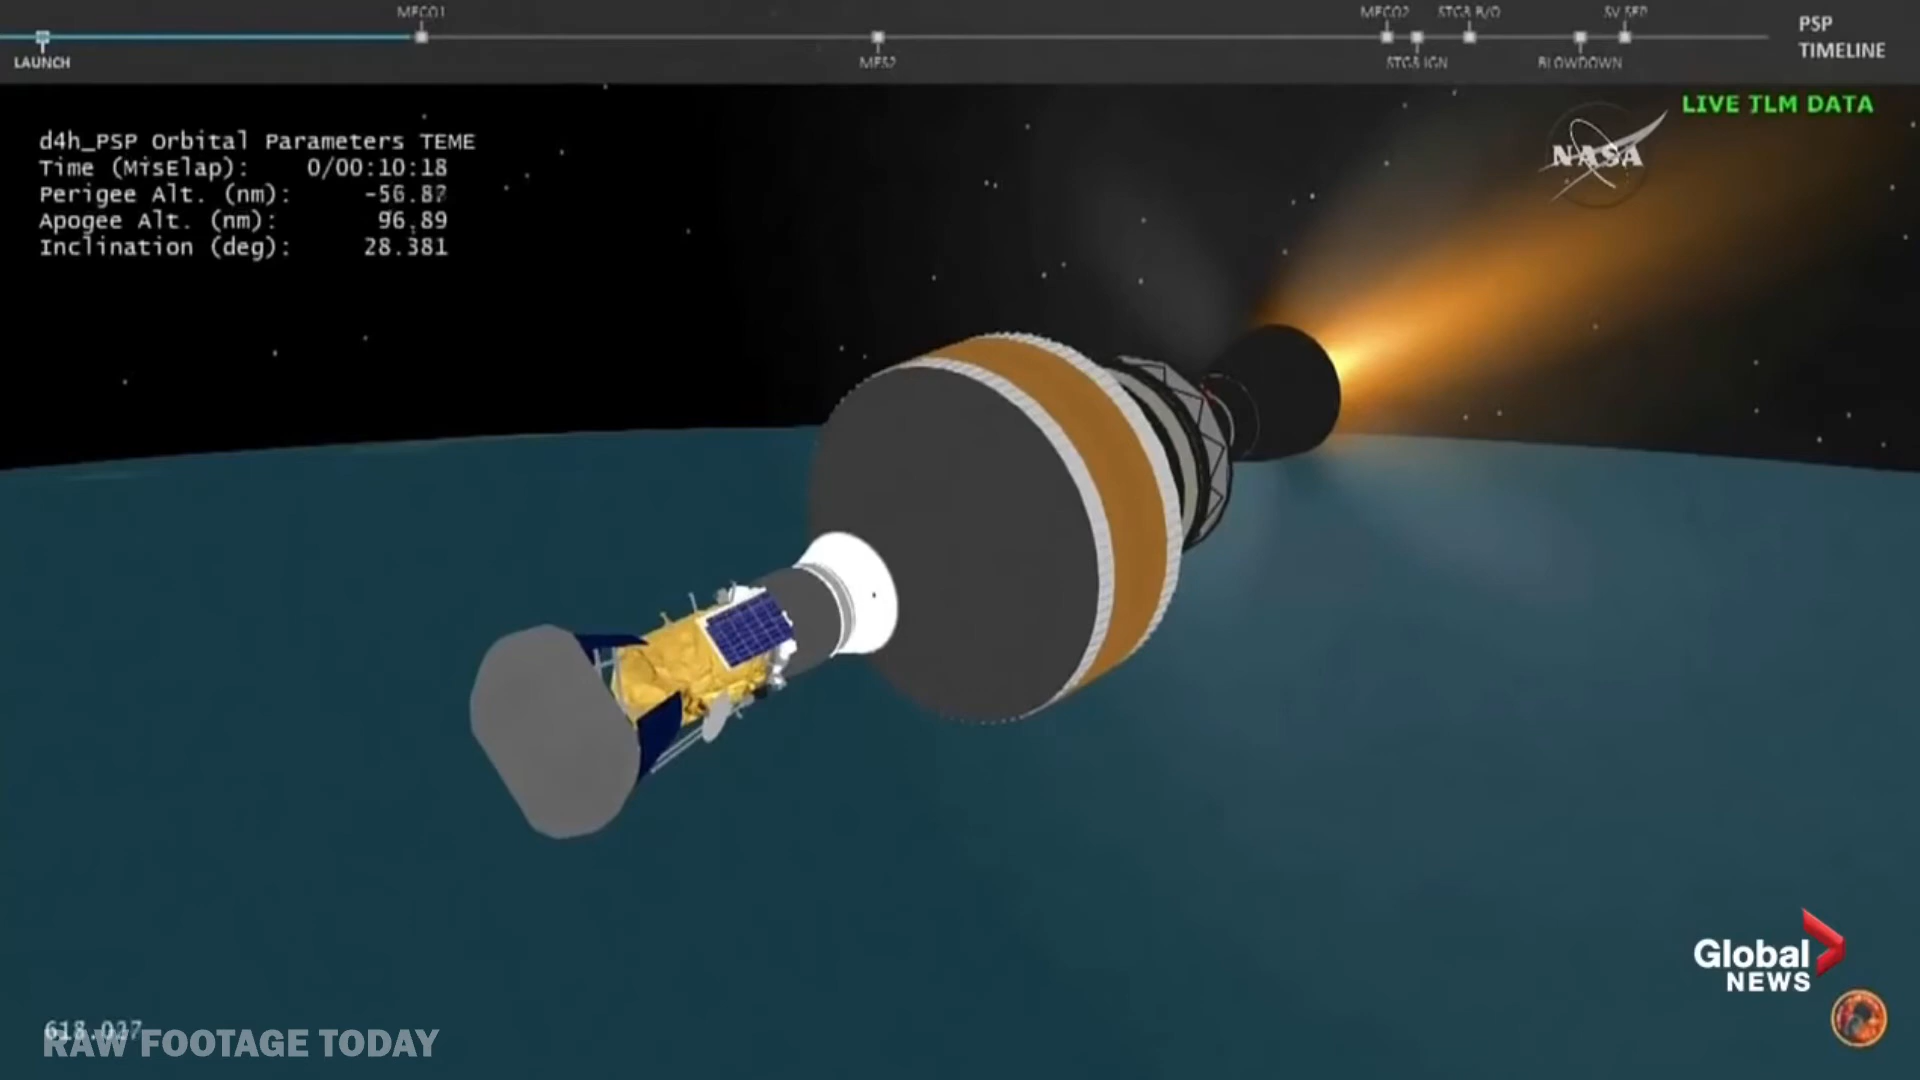 MECO1
MECO2
STG3 B/O
SV SEP
PSP
TIMELINE
LAUNCH
MES2
STG3 IGN
BLOWDOWN
LIVE TLM DATA
NASA
d4h_PSP Orbital Parameters TEME
Time (MisElap): 0/00:10:18
Perigee Alt. (nm): -56.87
Apogee Alt. (nm): 96.89
Inclination (deg): 28.381
Global
NEWS
618.027
RAW FOOTAGE TODAY